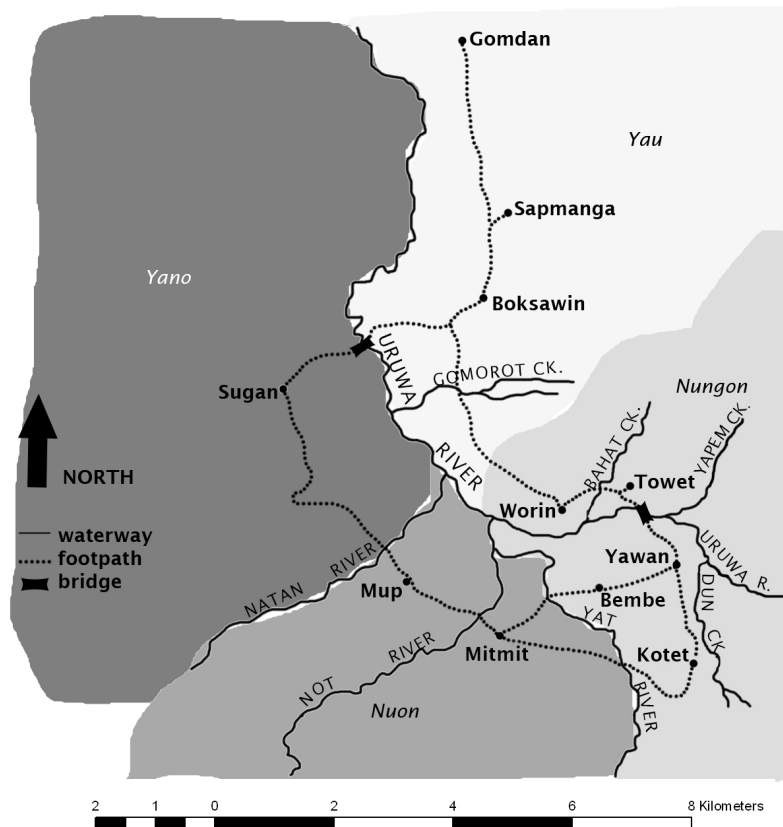 Gomdan
Yau
Sapmanga
Yano
Boksawin
URUWA
GOMOROT CK.
Sugan
Nungon
BAHAT CK.
YAPEM CK.
RIVER
NORTH
Towet
Worin
waterway
footpath
bridge
NATAN RIVER
Yawan
URUWA R.
Mup
Bembe
DUN CK
YAT
RIVER
Mitmit
Kotet
NOT RIVER
Nuon
2 1 0 2 4 6 8 Kilometers